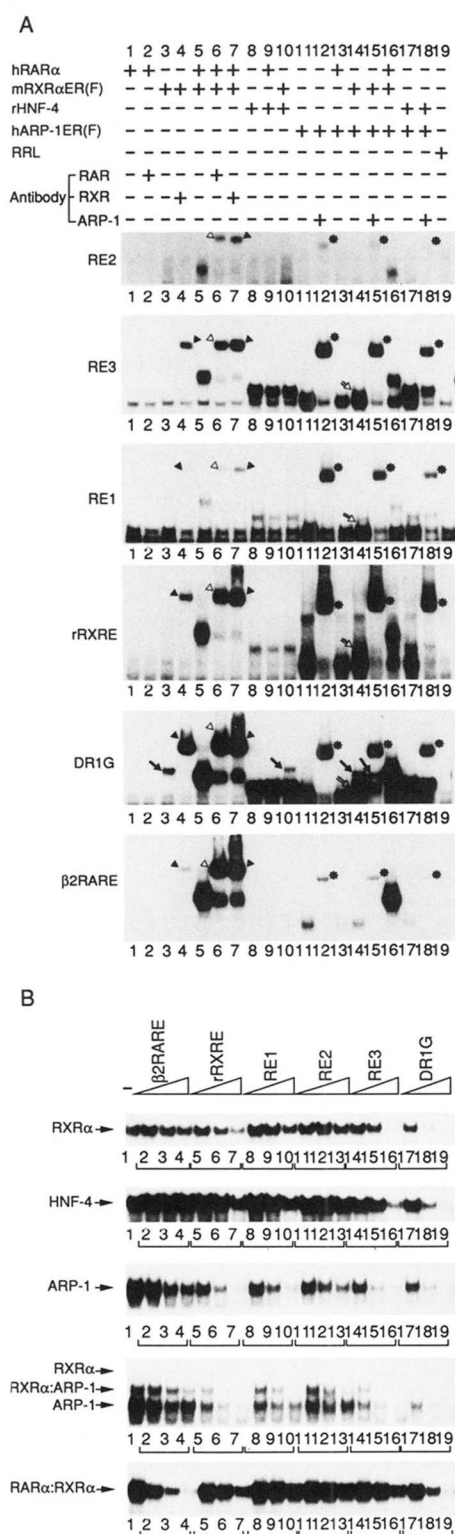 A
1 2 3 4 5 6 7 8 9 10 11 12 13 14 15 16 17 18 19
hRARα + + − − + + + − + − − − + − − + − − −
mRXRαER(F) − − + + + + + − − + − − − + + + − − −
rHNF-4 − − − − − − − + + + − − − − − − + + −
hARP-1ER(F) − − − − − − − − − − + + + + + + + + −
RRL − − − − − − − − − − − − − − − − − − +
RAR − + − − − + − − − − − − − − − − − − −
Antibody RXR − − − + − − + − − − − − − − − − − − −
ARP-1 − − − − − − − − − − − + − − + − − + −
RE2
1 2 3 4 5 6 7 8 9 10 11 12 13 14 15 16 17 18 19
RE3
1 2 3 4 5 6 7 8 9 10 11 12 13 14 15 16 17 18 19
RE1
1 2 3 4 5 6 7 8 9 10 11 12 13 14 15 16 17 18 19
rRXRE
1 2 3 4 5 6 7 8 9 10 11 12 13 14 15 16 17 18 19
DR1G
1 2 3 4 5 6 7 8 9 10 11 12 13 14 15 16 17 18 19
β2RARE
1 2 3 4 5 6 7 8 9 10 11 12 13 14 15 16 17 18 19
B
− β2RARE rRXRE RE1 RE2 RE3 DR1G
RXRα
1 2 3 4 5 6 7 8 9 10 11 12 13 14 15 16 17 18 19
HNF-4
1 2 3 4 5 6 7 8 9 10 11 12 13 14 15 16 17 18 19
ARP-1
1 2 3 4 5 6 7 8 9 10 11 12 13 14 15 16 17 18 19
RXRα
RXRα:ARP-1
ARP-1
1 2 3 4 5 6 7 8 9 10 11 12 13 14 15 16 17 18 19
RARα:RXRα
1 2 3 4 5 6 7 8 9 10 11 12 13 14 15 16 17 18 19